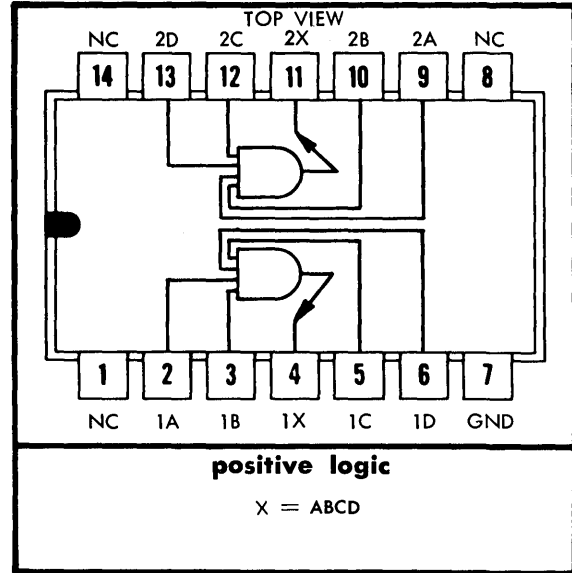 TOP VIEW
NC 2D 2C 2X 2B 2A NC
14 13 12 11 10 9 8
1 2 3 4 5 6 7
NC 1A 1B 1X 1C 1D GND
positive logic
X = ABCD